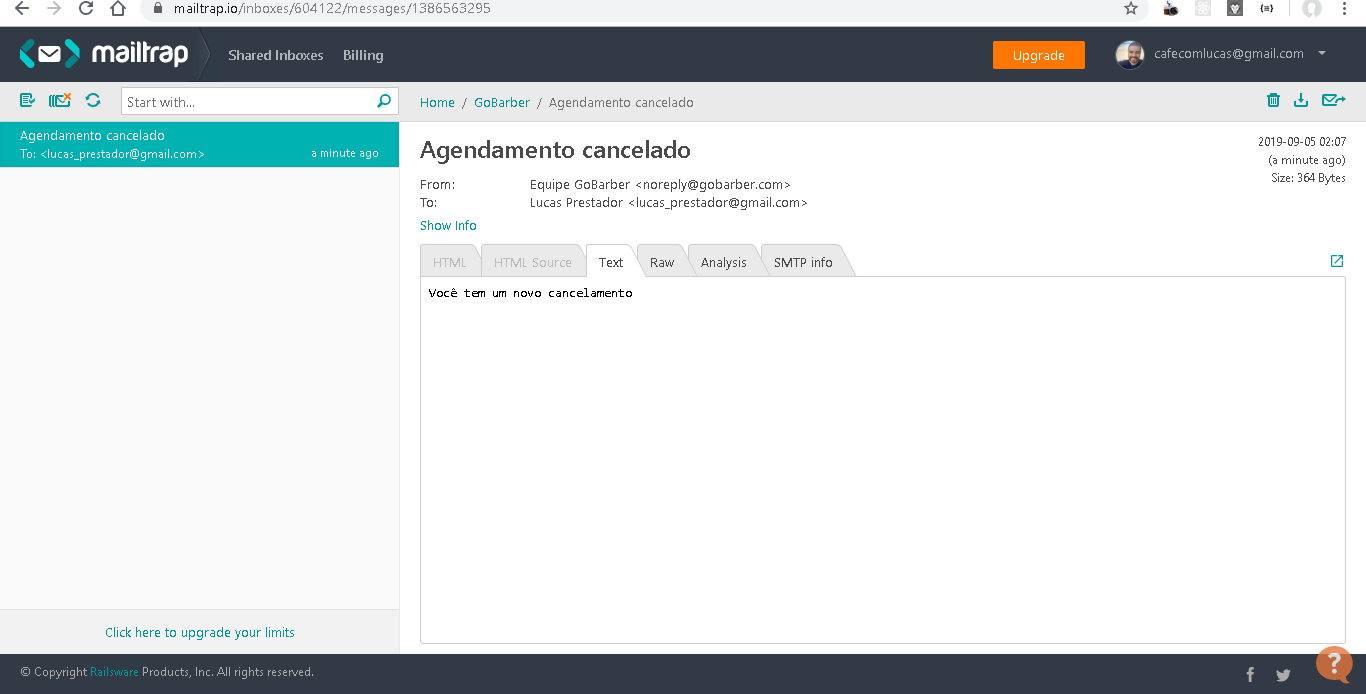 mailtrap.io/inboxes/604122/messages/1386563295
mailtrap
Shared Inboxes
Billing
Upgrade
cafecomlucas@gmail.com
Start with...
Home / GoBarber / Agendamento cancelado
Agendamento cancelado
To: <lucas_prestador@gmail.com>
a minute ago
Agendamento cancelado
2019-09-05 02:07
(a minute ago)
Size: 364 Bytes
From: Equipe GoBarber <noreply@gobarber.com>
To: Lucas Prestador <lucas_prestador@gmail.com>
Show Info
HTML
HTML Source
Text
Raw
Analysis
SMTP info
Você tem um novo cancelamento
Click here to upgrade your limits
© Copyright Railsware Products, Inc. All rights reserved.
?